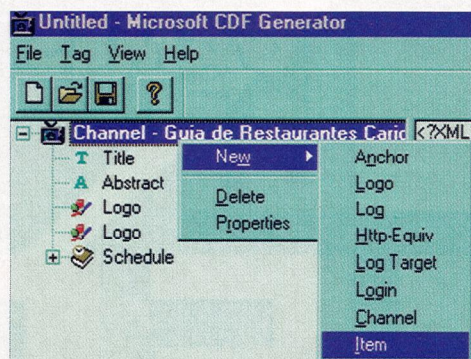 Untitled - Microsoft CDF Generator
File Tag View Help
Channel - Guia de Restaurantes Cario
<?XML
Title
Abstract
Logo
Logo
Schedule
New
Delete
Properties
Anchor
Logo
Log
Http-Equiv
Log Target
Login
Channel
Item